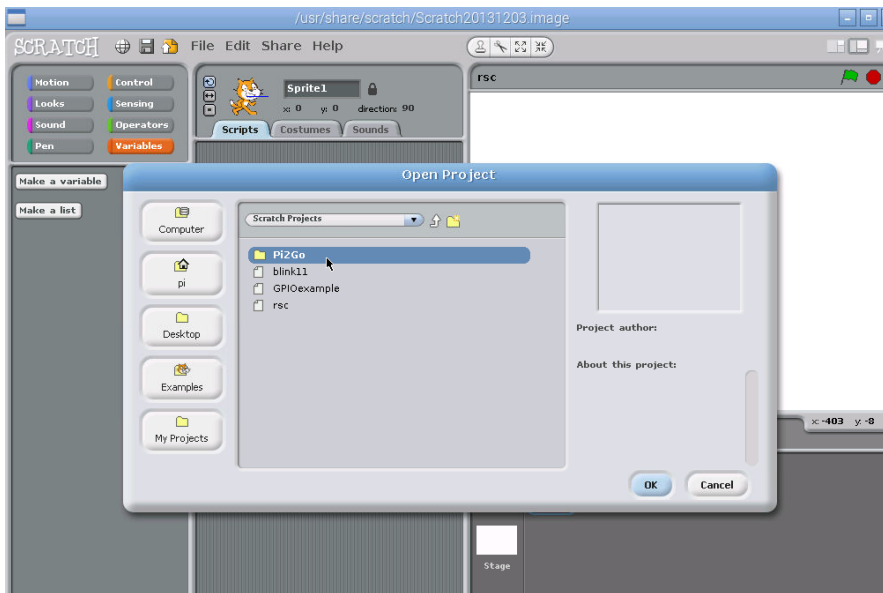 /usr/share/scratch/Scratch20131203.image
SCRATCH File Edit Share Help
Motion Control
Looks Sensing
Sound Operators
Pen Variables
Sprite1
x: 0 y: 0 direction: 90
Scripts Costumes Sounds
rsc
Make a variable
Make a list
Open Project
Computer
pi
Desktop
Examples
My Projects
Scratch Projects
Pi2Go
blink11
GPIOexample
rsc
Project author:
About this project:
OK Cancel
x: -403 y: -8
Stage